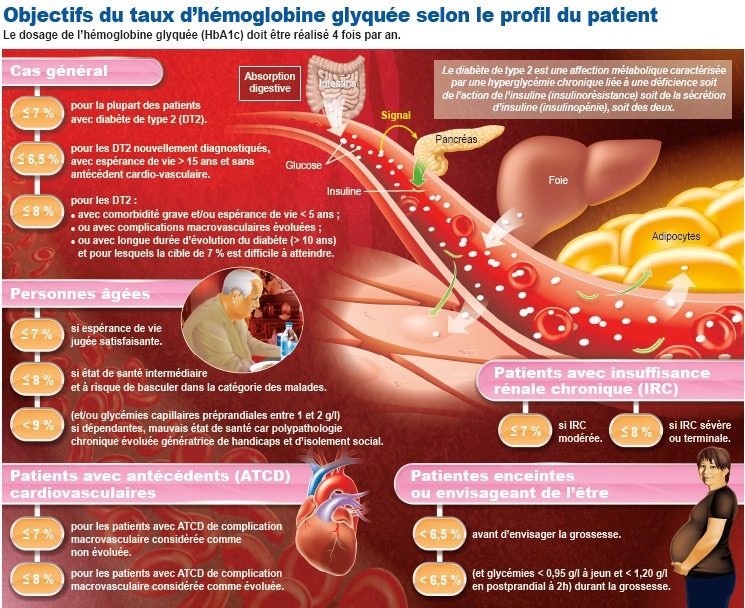 Objectifs du taux d’hémoglobine glyquée selon le profil du patient
Le dosage de l’hémoglobine glyquée (HbA1c) doit être réalisé 4 fois par an.
Cas général
≤ 7 %
pour la plupart des patients
avec diabète de type 2 (DT2).
≤ 6,5 %
pour les DT2 nouvellement diagnostiqués,
avec espérance de vie > 15 ans et sans
antécédent cardio-vasculaire.
≤ 8 %
pour les DT2 :
• avec comorbidité grave et/ou espérance de vie < 5 ans ;
• ou avec complications macrovasculaires évoluées ;
• ou avec longue durée d’évolution du diabète (> 10 ans)
et pour lesquels la cible de 7 % est difficile à atteindre.
Absorption
digestive
Intestins
Signal
Pancréas
Glucose
Insuline
Foie
Adipocytes
Le diabète de type 2 est une affection métabolique caractérisée
par une hyperglycémie chronique liée à une déficience soit
de l’action de l’insuline (insulinorésistance) soit de la sécrétion
d’insuline (insulinopénie), soit des deux.
Personnes âgées
≤ 7 %
si espérance de vie
jugée satisfaisante.
≤ 8 %
si état de santé intermédiaire
et à risque de basculer dans la catégorie des malades.
< 9 %
(et/ou glycémies capillaires préprandiales entre 1 et 2 g/l)
si dépendantes, mauvais état de santé car polypathologie
chronique évoluée génératrice de handicaps et d’isolement social.
Patients avec insuffisance
rénale chronique (IRC)
≤ 7 %
si IRC
modérée.
≤ 8 %
si IRC sévère
ou terminale.
Patients avec antécédents (ATCD)
cardiovasculaires
≤ 7 %
pour les patients avec ATCD de complication
macrovasculaire considérée comme
non évoluée.
≤ 8 %
pour les patients avec ATCD de complication
macrovasculaire considérée comme évoluée.
Patientes enceintes
ou envisageant de l’être
< 6,5 %
avant d’envisager la grossesse.
< 6,5 %
(et glycémies < 0,95 g/l à jeun et < 1,20 g/l
en postprandial à 2h) durant la grossesse.